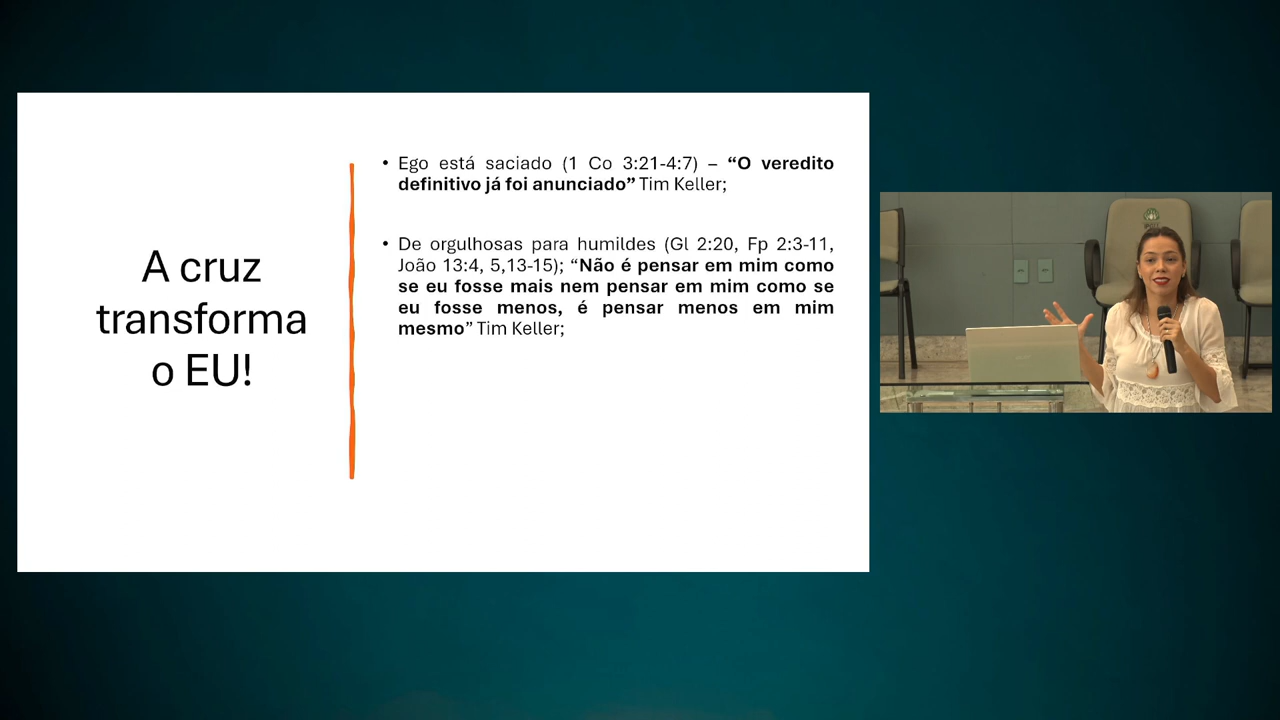 A cruz
transforma
o EU!
• Ego está saciado (1 Co 3:21-4:7) – “O veredito
definitivo já foi anunciado” Tim Keller;
• De orgulhosas para humildes (Gl 2:20, Fp 2:3-11,
João 13:4, 5,13-15); “Não é pensar em mim como
se eu fosse mais nem pensar em mim como se
eu fosse menos, é pensar menos em mim
mesmo” Tim Keller;